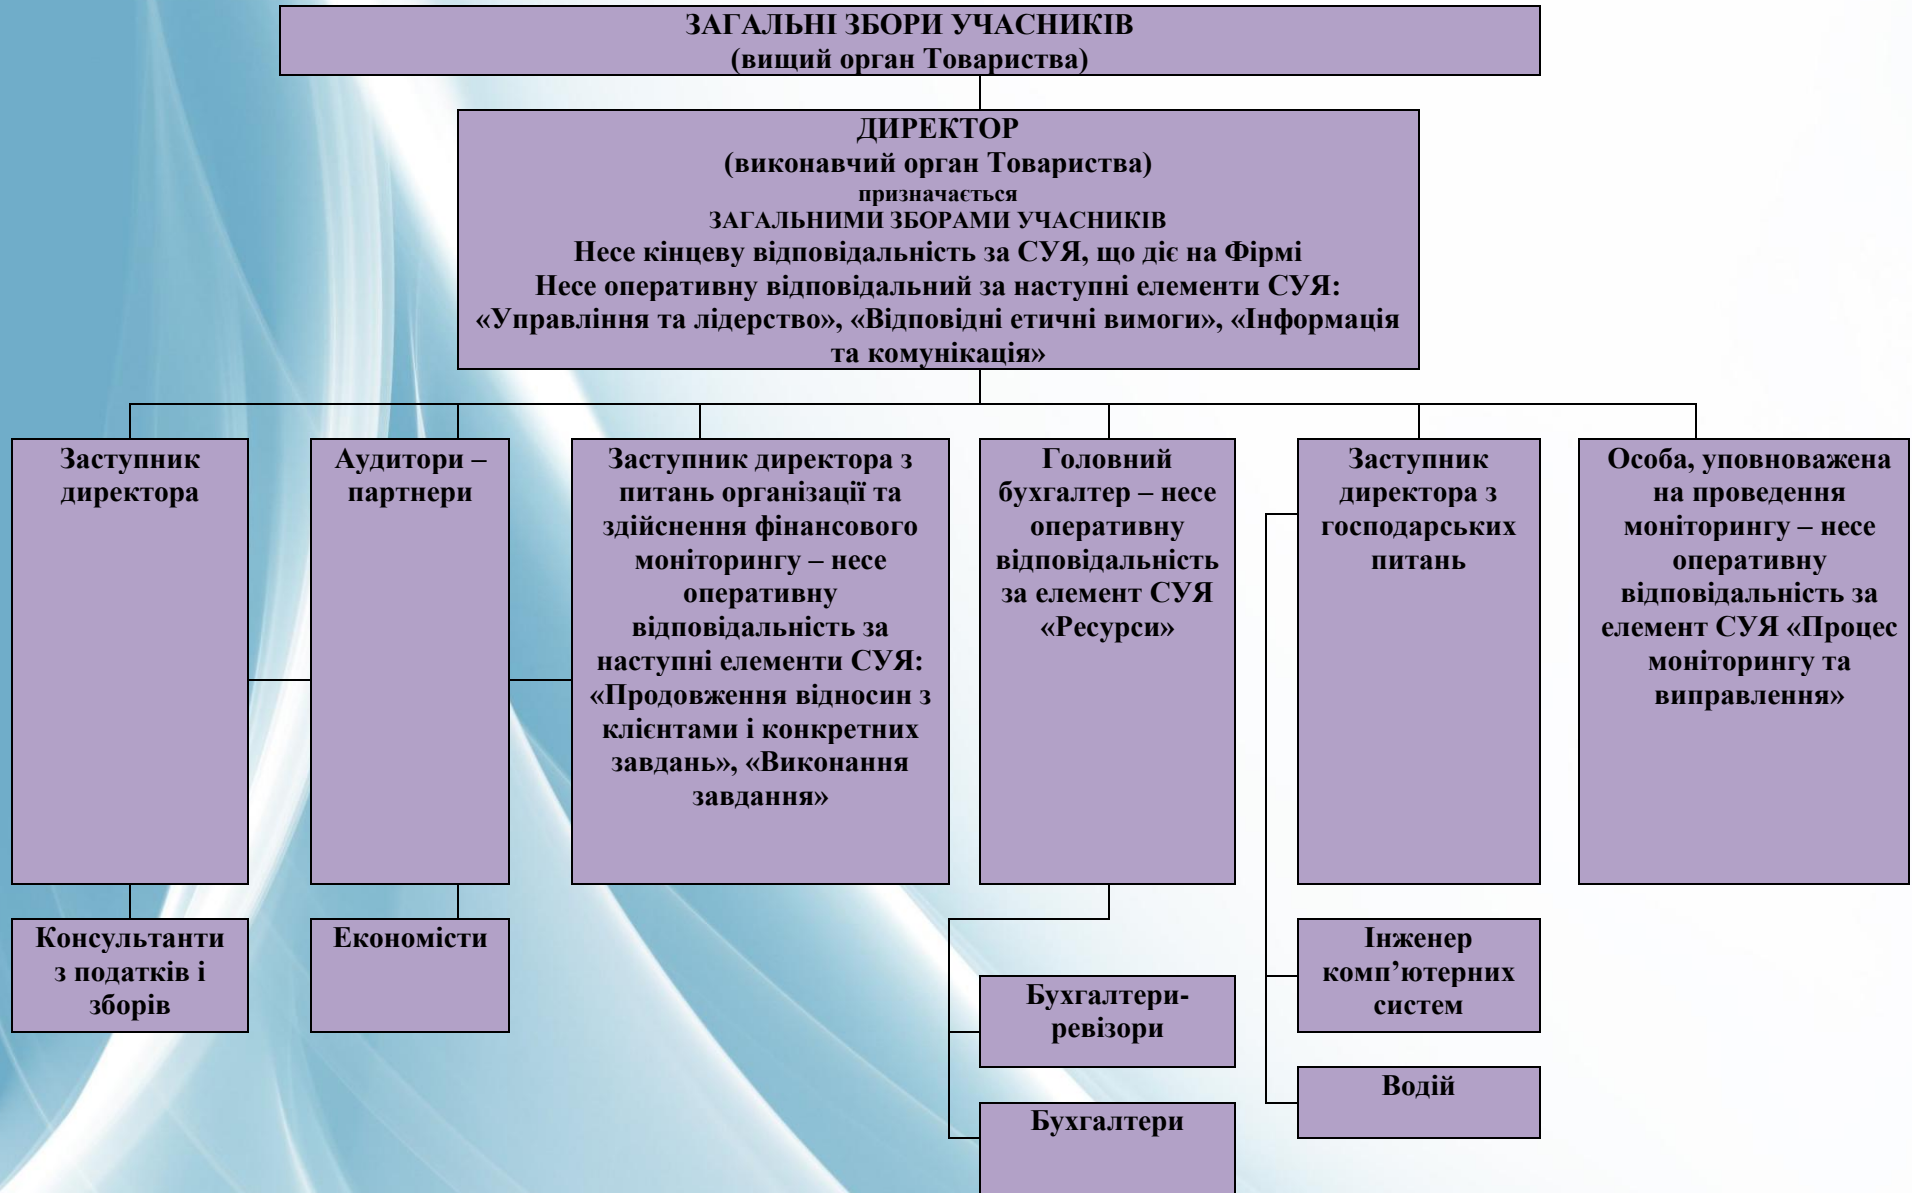 ЗАГАЛЬНІ ЗБОРИ УЧАСНИКІВ
(вищий орган Товариства)
ДИРЕКТОР
(виконавчий орган Товариства)
призначається
ЗАГАЛЬНИМИ ЗБОРАМИ УЧАСНИКІВ
Несе кінцеву відповідальність за СУЯ, що діє на Фірмі
Несе оперативну відповідальний за наступні елементи СУЯ:
«Управління та лідерство», «Відповідні етичні вимоги», «Інформація
та комунікація»
Заступник
директора
Аудитори –
партнери
Заступник директора з
питань організації та
здійснення фінансового
моніторингу – несе
оперативну
відповідальність за
наступні елементи СУЯ:
«Продовження відносин з
клієнтами і конкретних
завдань», «Виконання
завдання»
Головний
бухгалтер – несе
оперативну
відповідальність
за елемент СУЯ
«Ресурси»
Заступник
директора з
господарських
питань
Особа, уповноважена
на проведення
моніторингу – несе
оперативну
відповідальність за
елемент СУЯ «Процес
моніторингу та
виправлення»
Консультанти
з податків і
зборів
Економісти
Бухгалтери-
ревізори
Бухгалтери
Інженер
комп’ютерних
систем
Водій